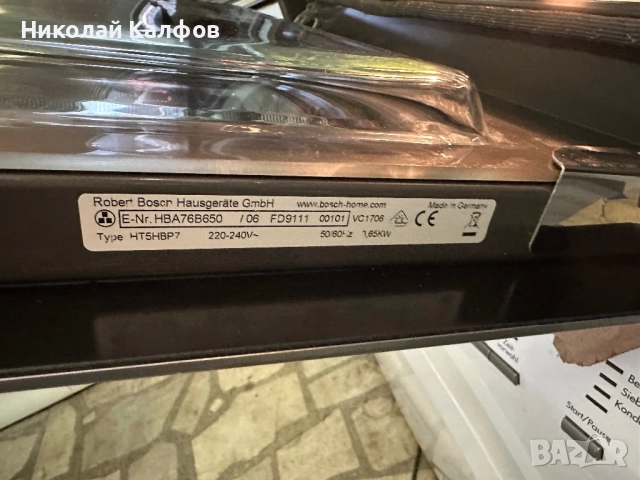 Николай Калфов
Robert Bosch Hausgeräte GmbH www.bosch-home.com Made in Germany
E-Nr. HBA76B650 / 06 FD9111 00101 VC1706 CE
Type HT5HBP7 220-240V~ 50/60Hz 3,65KW
Start/Pause
BAZAR